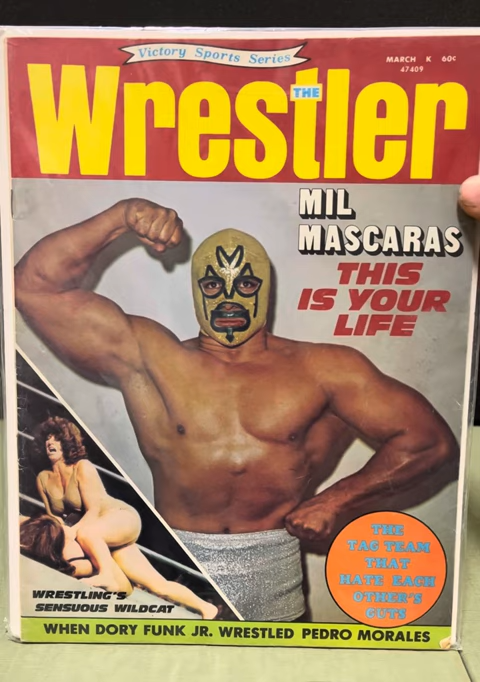 Victory Sports Series
MARCH K 60¢
47409
THE
Wrestler
MIL
MASCARAS
THIS
IS YOUR
LIFE
THE
TAG TEAM
THAT
HATE EACH
OTHER'S
GUTS
WRESTLING'S
SENSUOUS WILDCAT
WHEN DORY FUNK JR. WRESTLED PEDRO MORALES